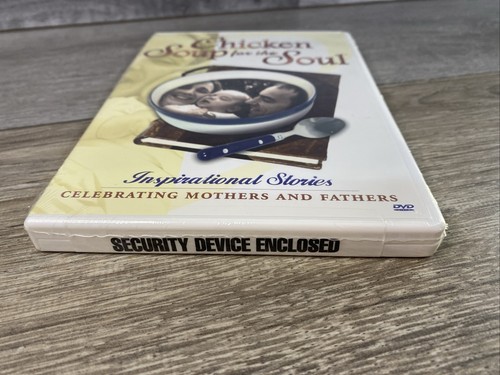 Chicken
Soup for the Soul
Inspirational Stories
CELEBRATING MOTHERS AND FATHERS
DVD
SECURITY DEVICE ENCLOSED